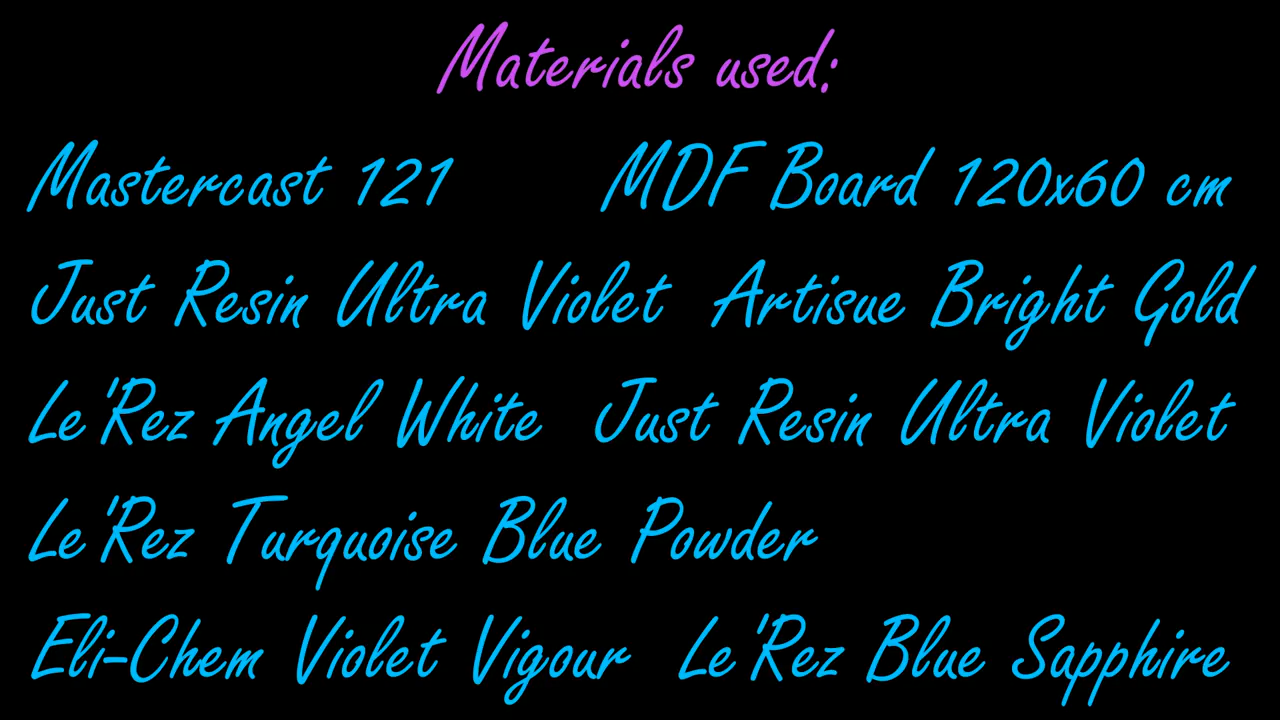 Materials used:
Mastercast 121 MDF Board 120x60 cm
Just Resin Ultra Violet Artisue Bright Gold
Le'Rez Angel White Just Resin Ultra Violet
Le'Rez Turquoise Blue Powder
Eli-Chem Violet Vigour Le'Rez Blue Sapphire